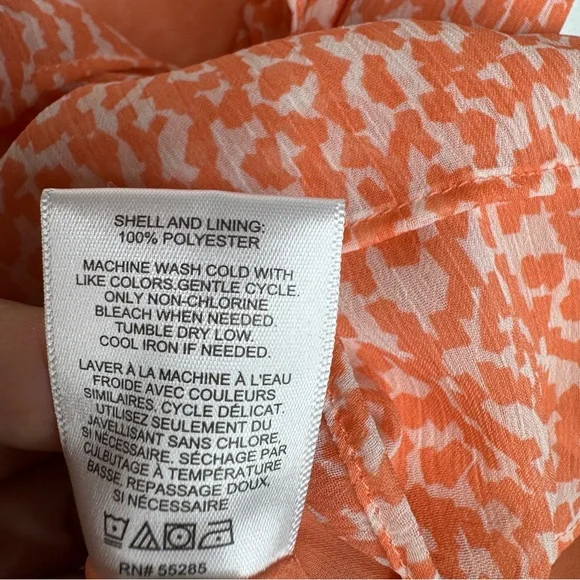 SHELL AND LINING:
100% POLYESTER
MACHINE WASH COLD WITH
LIKE COLORS.GENTLE CYCLE.
ONLY NON-CHLORINE
BLEACH WHEN NEEDED.
TUMBLE DRY LOW.
COOL IRON IF NEEDED.
LAVER À LA MACHINE À L'EAU
FROIDE AVEC COULEURS
SIMILAIRES, CYCLE DÉLICAT.
UTILISEZ SEULEMENT DU
JAVELLISANT SANS CHLORE,
SI NÉCESSAIRE. SÉCHAGE PAR
CULBUTAGE À TEMPÉRATURE
BASSE, REPASSAGE DOUX,
SI NÉCESSAIRE
RN# 55285